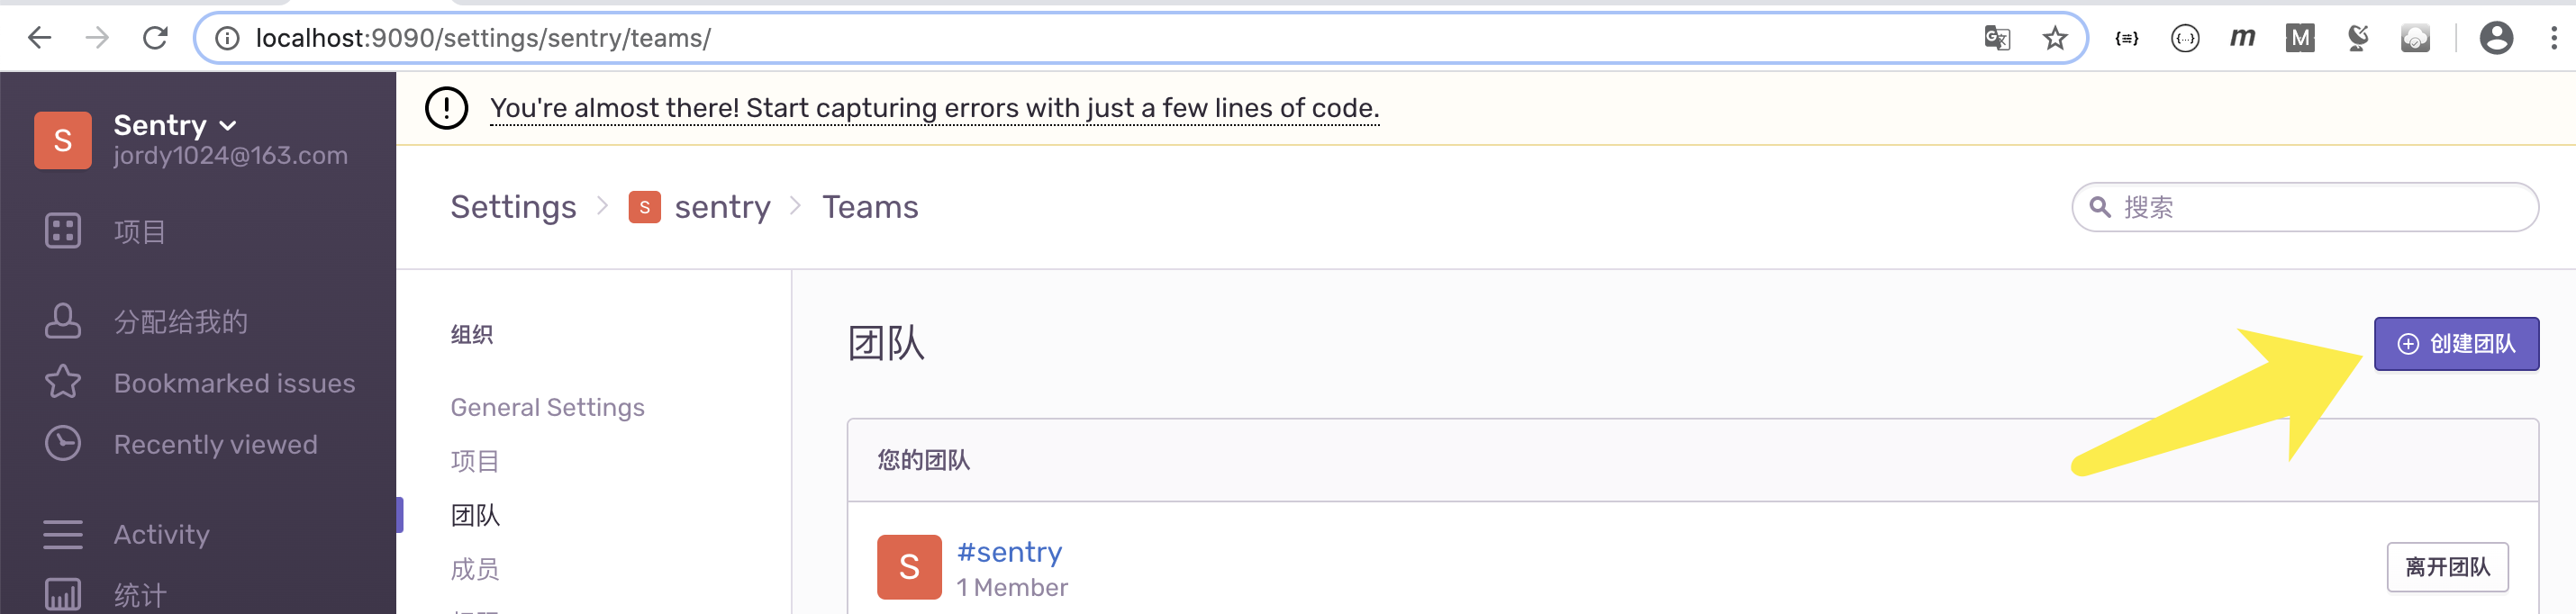 localhost:9090/settings/sentry/teams/
S
Sentry
jordy1024@163.com
项目
分配给我的
Bookmarked issues
Recently viewed
Activity
统计
You're almost there! Start capturing errors with just a few lines of code.
Settings > S sentry > Teams
搜索
组织
General Settings
项目
团队
成员
团队
创建团队
您的团队
S
#sentry
1 Member
离开团队